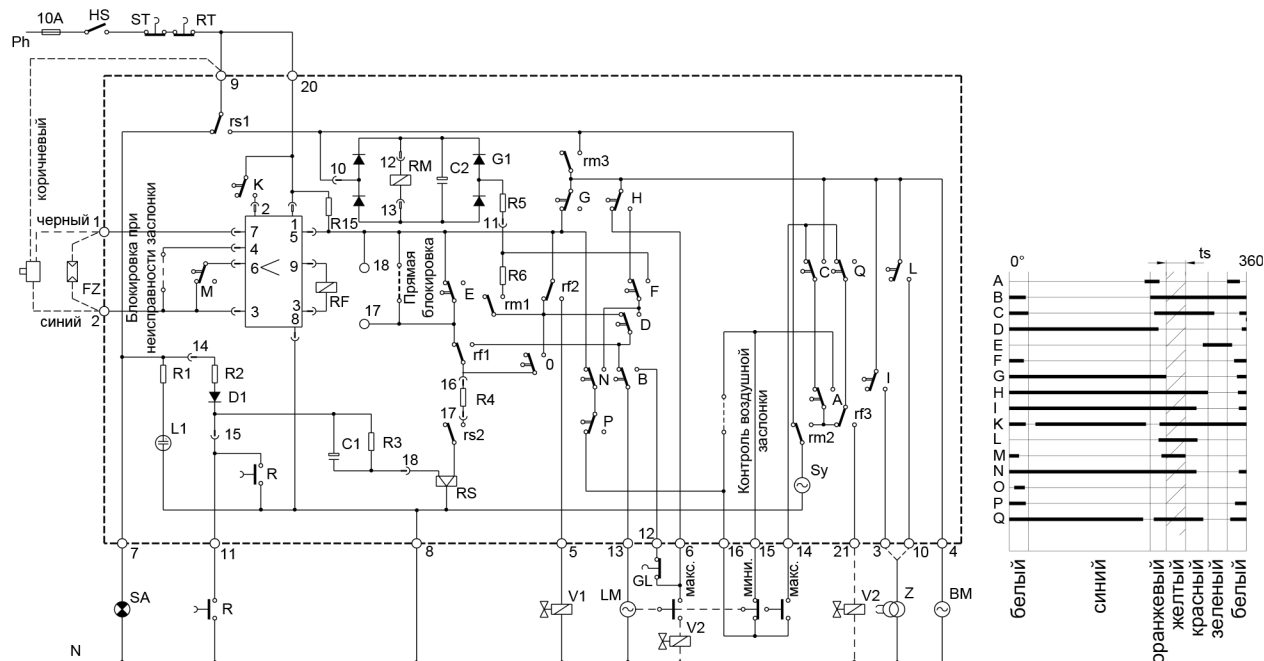 10A HS ST RT
Ph
9 20
rs1
коричневый
K
2 1
10 12 RM C2 G1
13
rm3
G H
R5
11
R15
черный 1
7 5
4
6 9
3 3
8
RF
M
FZ
синий 2
Блокировка при
неисправности заслонки
18
17
Прямая
блокировка
E
R6
rm1
rf2
F
D
C Q L
rf1
0
16
R4
17
rs2
N B
P
14
R1 R2
D1
L1
15
R
C1 R3
18
RS
Контроль воздушной
заслонки
A
rm2 rf3
I
Sy
7 11 8 5 13 12 6 16 15 14 21 3 10 4
SA
R
V1
LM
GL
макс.
V2
мини.
макс.
V2
Z
BM
N
0° ts 360
A
B
C
D
E
F
G
H
I
K
L
M
N
O
P
Q
белый
синий
оранжевый
желтый
красный
зеленый
белый